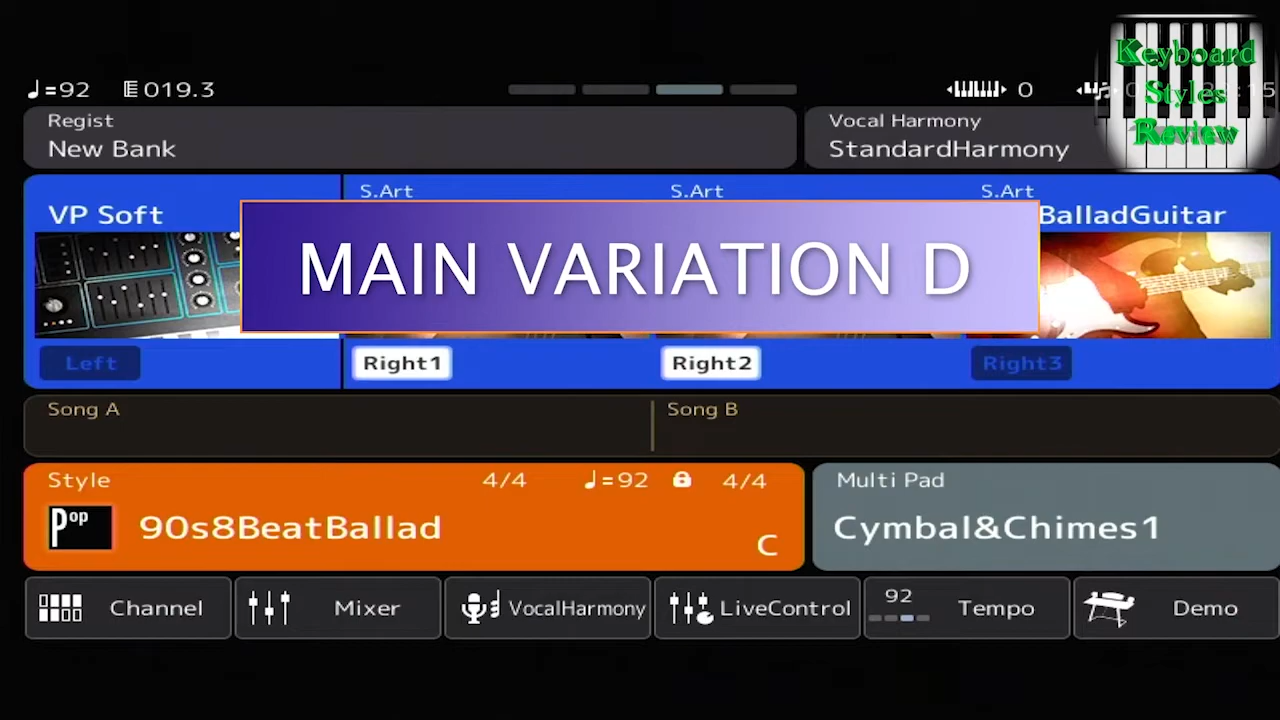 ♩=92 019.3
0
Keyboard
Styles
Review
Regist
New Bank
Vocal Harmony
StandardHarmony
VP Soft
S.Art
S.Art
S.Art
BalladGuitar
MAIN VARIATION D
Left
Right1
Right2
Right3
Song A
Song B
Style 4/4 ♩=92 4/4
Pop
90s8BeatBallad
C
Multi Pad
Cymbal&Chimes1
Channel
Mixer
VocalHarmony
LiveControl
92
Tempo
Demo